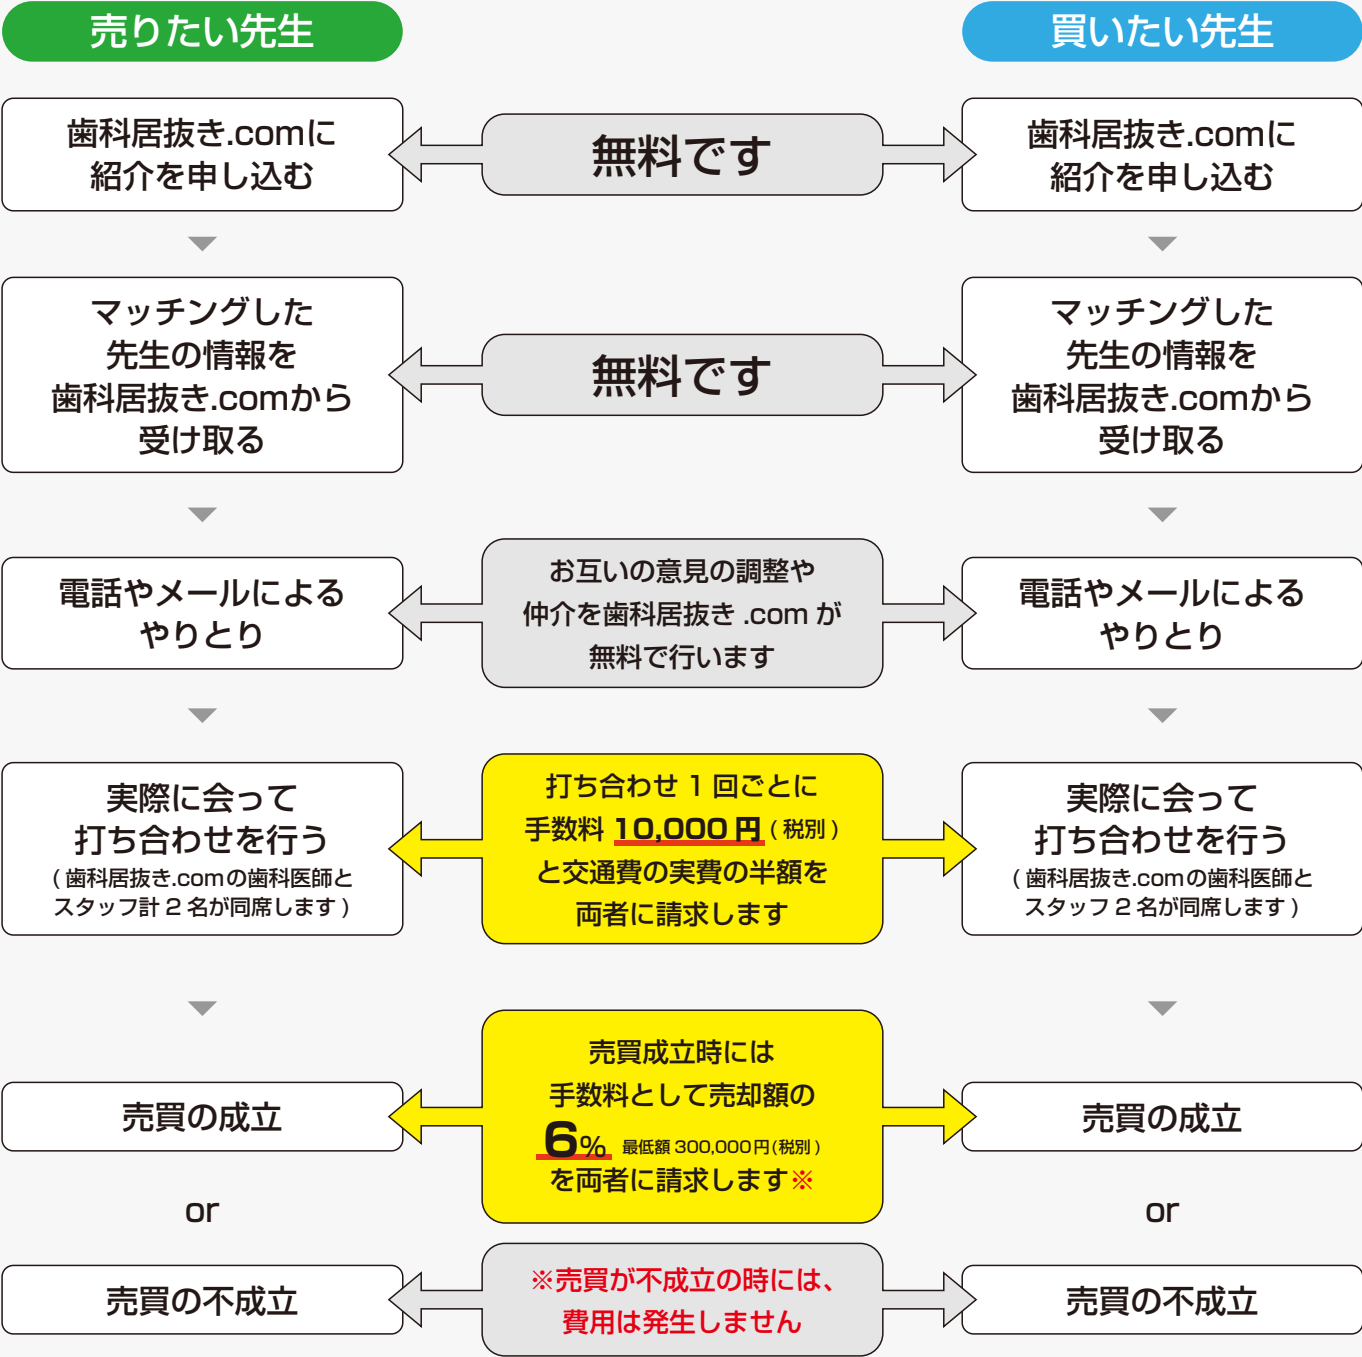 売りたい先生
買いたい先生
歯科居抜き.comに
紹介を申し込む
無料です
歯科居抜き.comに
紹介を申し込む
マッチングした
先生の情報を
歯科居抜き.comから
受け取る
無料です
マッチングした
先生の情報を
歯科居抜き.comから
受け取る
電話やメールによる
やりとり
お互いの意見の調整や
仲介を歯科居抜き .com が
無料で行います
電話やメールによる
やりとり
実際に会って
打ち合わせを行う
( 歯科居抜き.comの歯科医師と
スタッフ計 2 名が同席します )
打ち合わせ 1 回ごとに
手数料 10,000 円 ( 税別 )
と交通費の実費の半額を
両者に請求します
実際に会って
打ち合わせを行う
( 歯科居抜き.comの歯科医師と
スタッフ 2 名が同席します )
売買の成立
売買成立時には
手数料として売却額の
6% 最低額 300,000円(税別)
を両者に請求します※
売買の成立
or
or
売買の不成立
※売買が不成立の時には、
費用は発生しません
売買の不成立